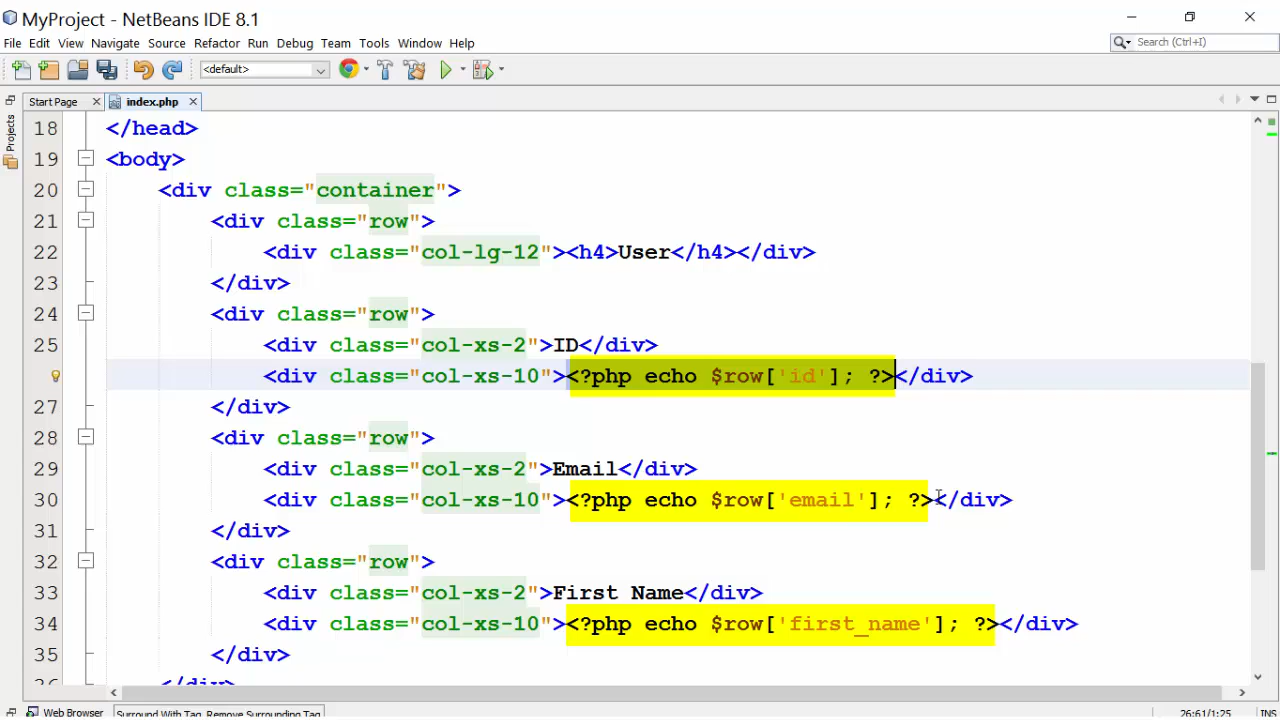 MyProject - NetBeans IDE 8.1
File Edit View Navigate Source Refactor Run Debug Team Tools Window Help
Search (Ctrl+I)
<default>
Start Page index.php
Projects
18 </head>
19 <body>
20 <div class="container">
21 <div class="row">
22 <div class="col-lg-12"><h4>User</h4></div>
23 </div>
24 <div class="row">
25 <div class="col-xs-2">ID</div>
<div class="col-xs-10"><?php echo $row['id']; ?></div>
27 </div>
28 <div class="row">
29 <div class="col-xs-2">Email</div>
30 <div class="col-xs-10"><?php echo $row['email']; ?></div>
31 </div>
32 <div class="row">
33 <div class="col-xs-2">First Name</div>
34 <div class="col-xs-10"><?php echo $row['first_name']; ?></div>
35 </div>
36 </div>
Web Browser Surround With Tag, Remove Surrounding Tag 26:61/1:25 INS